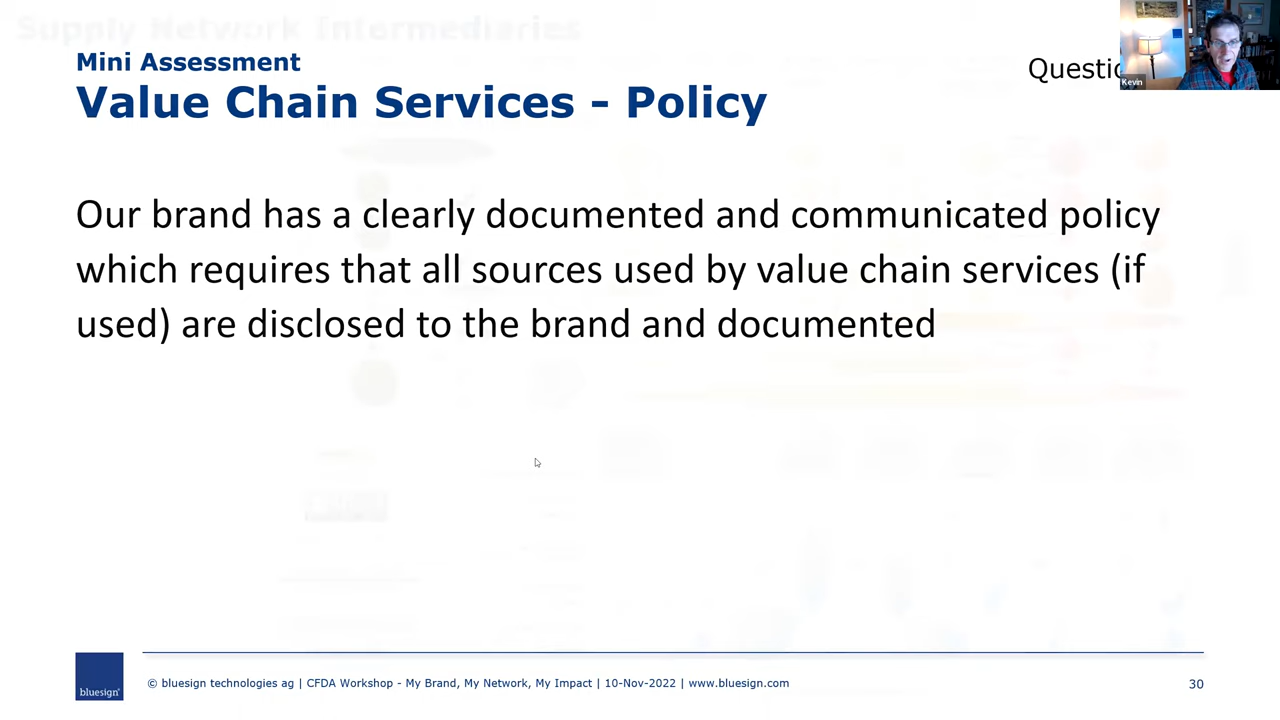 Supply Network Intermediaries
Mini Assessment
Value Chain Services - Policy
Questio
Kevin
Our brand has a clearly documented and communicated policy
which requires that all sources used by value chain services (if
used) are disclosed to the brand and documented
bluesign®
© bluesign technologies ag | CFDA Workshop - My Brand, My Network, My Impact | 10-Nov-2022 | www.bluesign.com
30